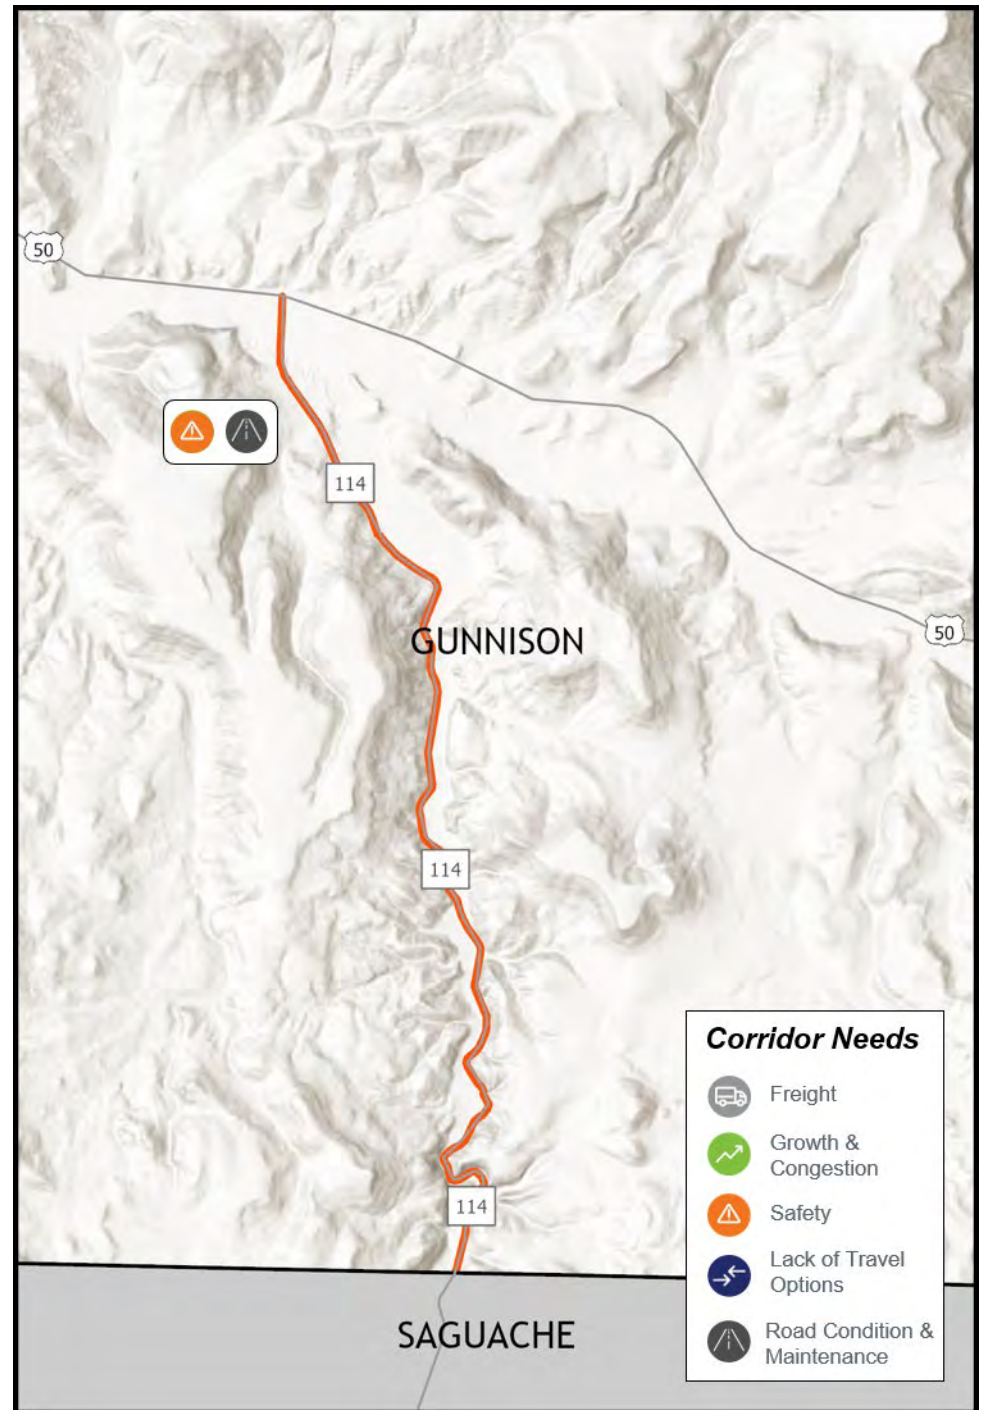 50
114
GUNNISON
50
114
Corridor Needs
Freight
Growth &
Congestion
Safety
Lack of Travel
Options
Road Condition &
Maintenance
114
SAGUACHE